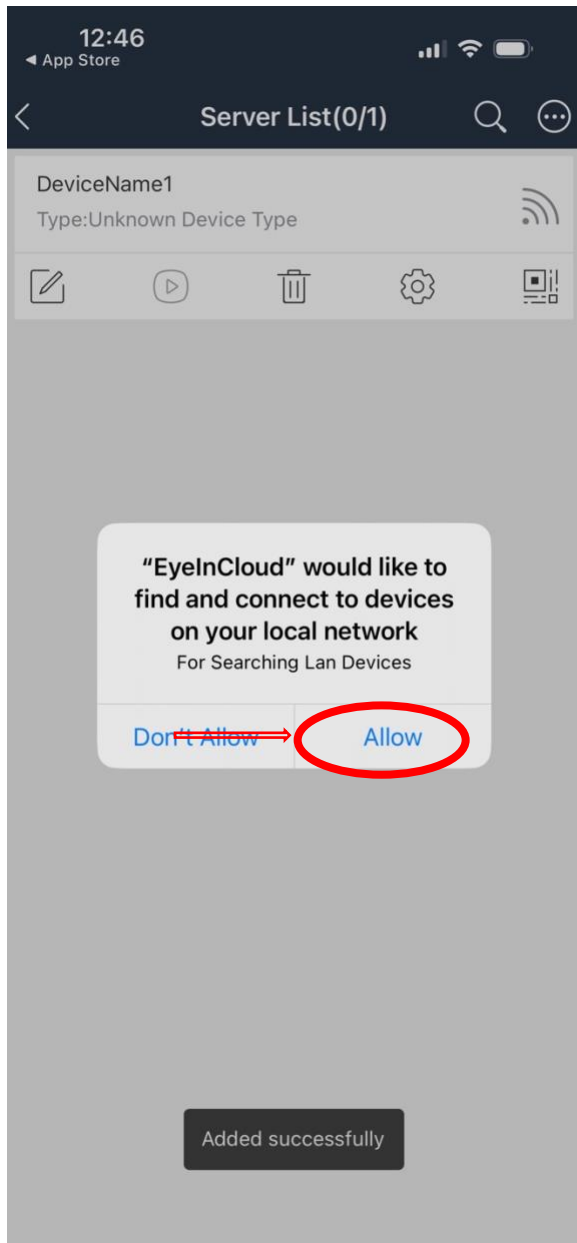 12:46
◀ App Store
Server List(0/1)
DeviceName1
Type:Unknown Device Type
“EyeInCloud” would like to
find and connect to devices
on your local network
For Searching Lan Devices
Don’t Allow
Allow
Added successfully